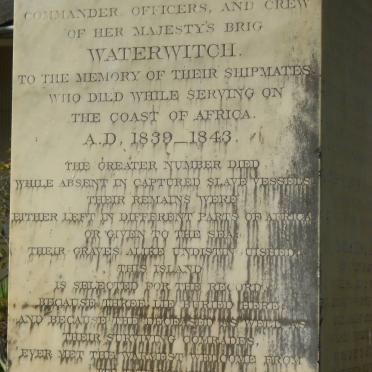 COMMANDER, OFFICERS, AND CREW
OF HER MAJESTY'S BRIG
WATERWITCH.
TO THE MEMORY OF THEIR SHIPMATES
WHO DIED WHILE SERVING ON
THE COAST OF AFRICA.
A.D. 1839_1843.
THE GREATER NUMBER DIED
WHILE ABSENT IN CAPTURED SLAVE VESSELS
THEIR REMAINS WERE
EITHER LEFT IN DIFFERENT PARTS OF AFRICA
OR GIVEN TO THE SEA,
THEIR GRAVES ALIKE UNDISTINGUISHED.
THIS ISLAND
IS SELECTED FOR THE RECORD
BECAUSE THREE LIE BURIED HERE
AND BECAUSE THE DECEASED AS WELL AS
THEIR SURVIVING COMRADES,
EVER MET THE WARMEST WELCOME FROM